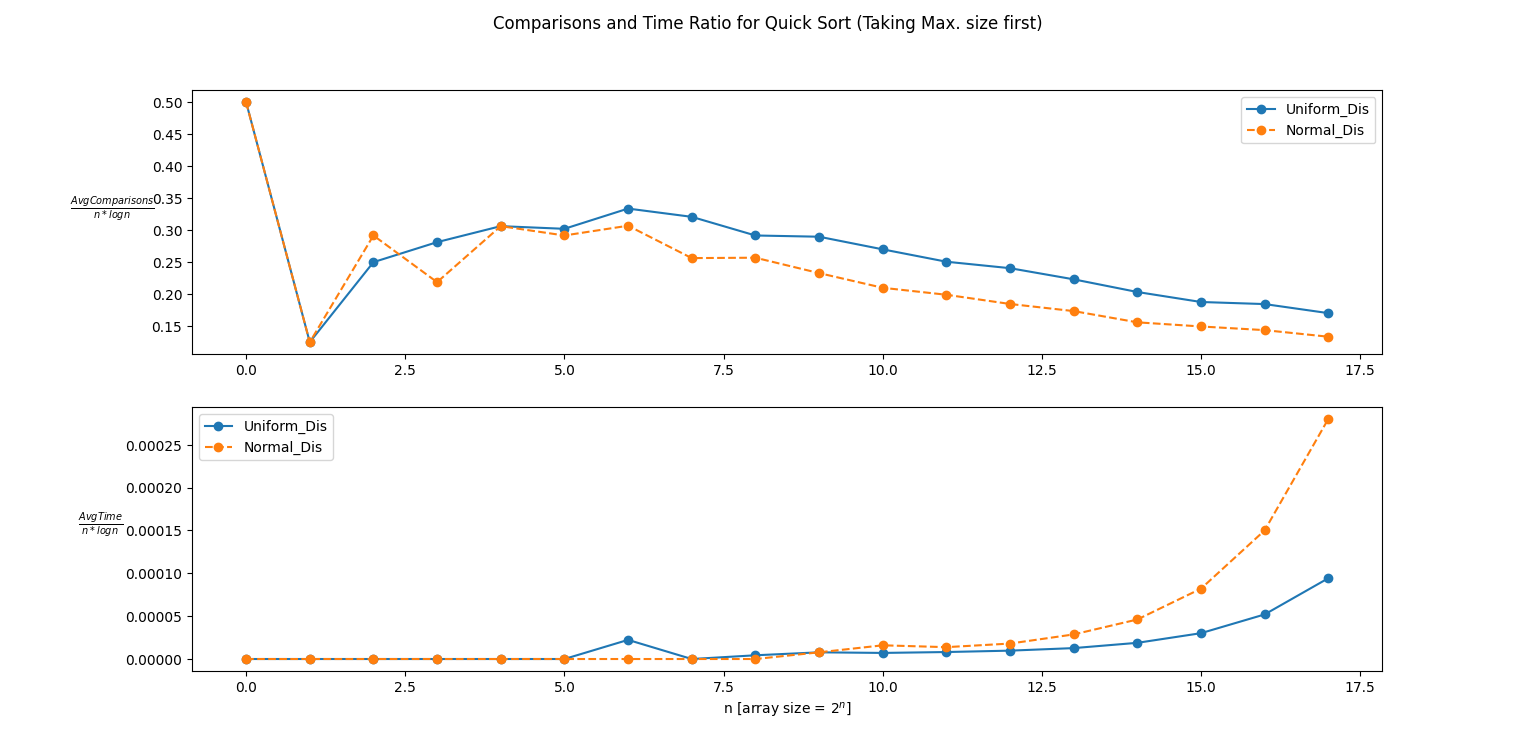 Comparisons and Time Ratio for Quick Sort (Taking Max. size first)
AvgComparisons
n * logn
0.50
0.45
0.40
0.35
0.30
0.25
0.20
0.15
Uniform_Dis
Normal_Dis
0.0 2.5 5.0 7.5 10.0 12.5 15.0 17.5
AvgTime
n * logn
0.00025
0.00020
0.00015
0.00010
0.00005
0.00000
Uniform_Dis
Normal_Dis
0.0 2.5 5.0 7.5 10.0 12.5 15.0 17.5
n [array size = 2ⁿ]